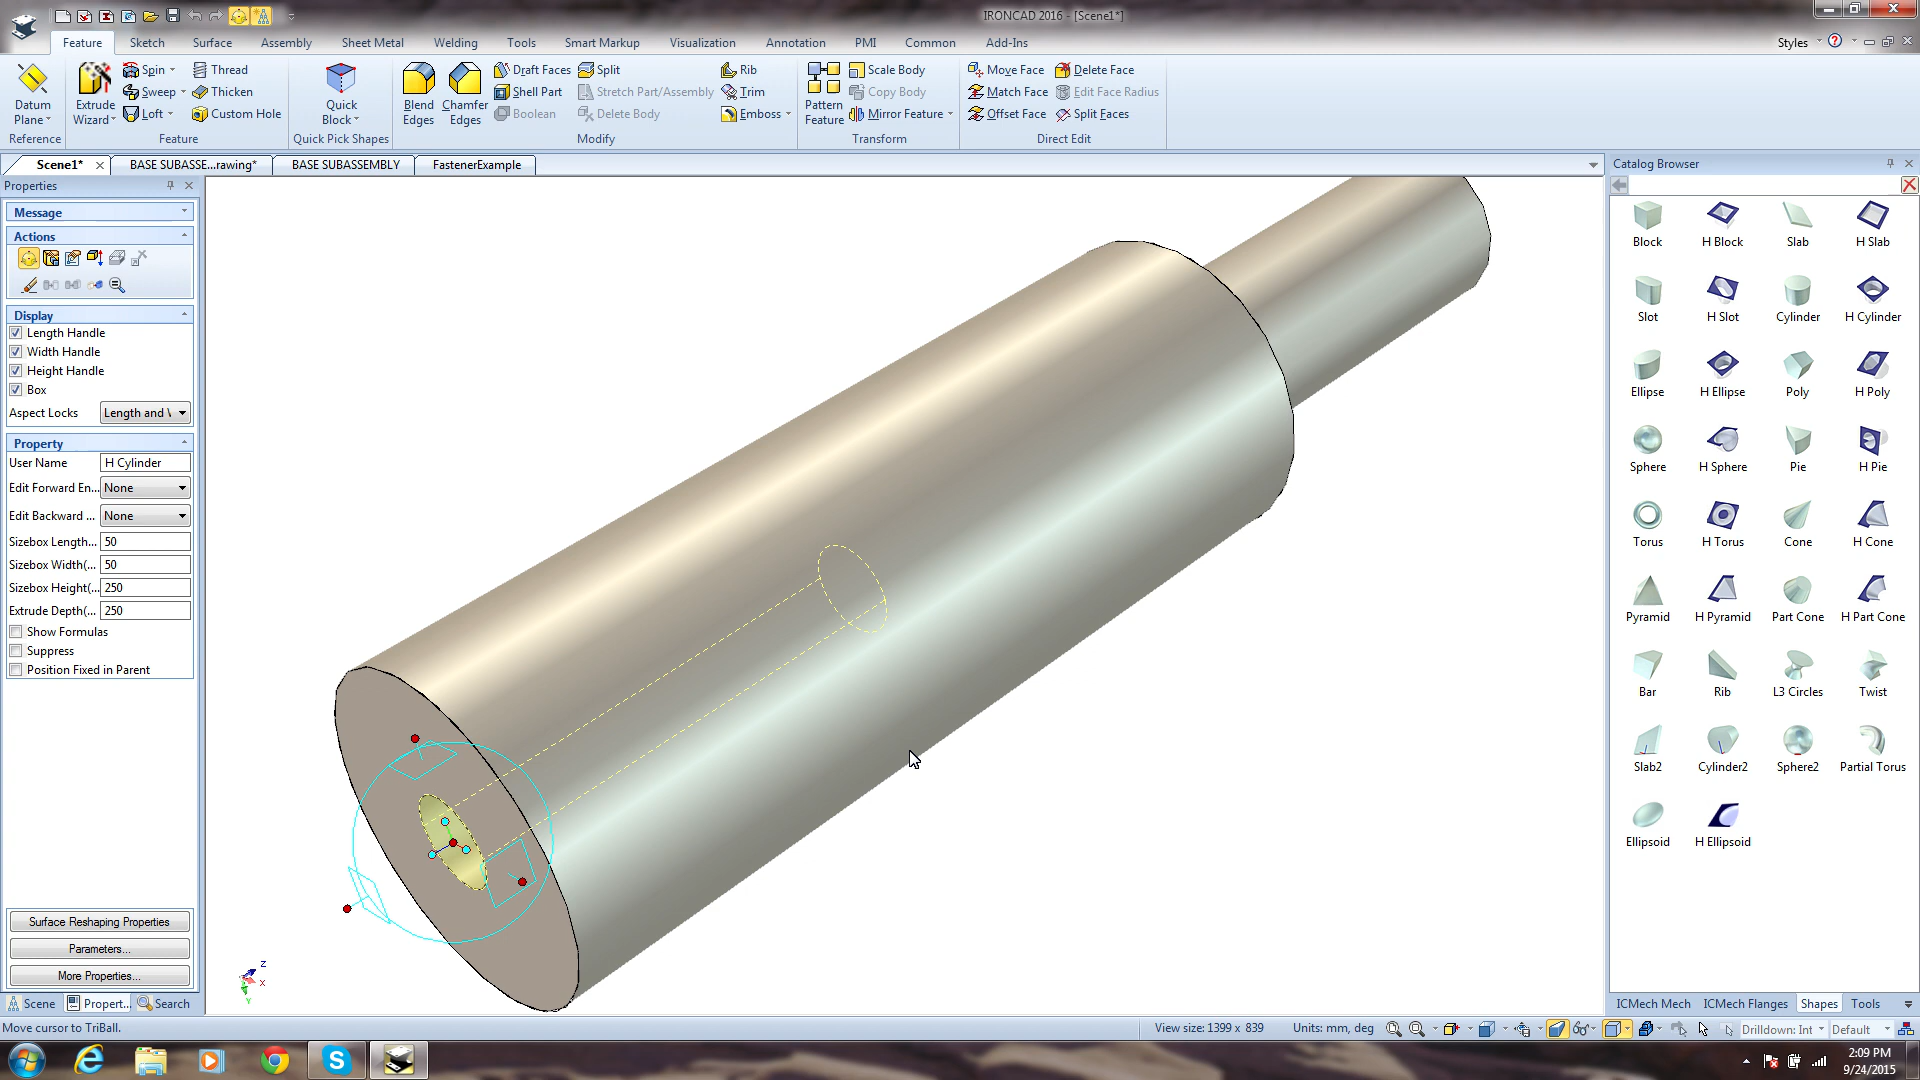 IRONCAD 2016 - [Scene1*]
Feature Sketch Surface Assembly Sheet Metal Welding Tools Smart Markup Visualization Annotation PMI Common Add-Ins Styles
Datum Plane
Reference
Extrude Wizard
Spin
Sweep
Loft
Thread
Thicken
Custom Hole
Feature
Quick Block
Quick Pick Shapes
Blend Edges
Chamfer Edges
Draft Faces
Shell Part
Boolean
Split
Stretch Part/Assembly
Delete Body
Rib
Trim
Emboss
Modify
Pattern Feature
Scale Body
Copy Body
Mirror Feature
Transform
Move Face
Match Face
Offset Face
Delete Face
Edit Face Radius
Split Faces
Direct Edit
Scene1* BASE SUBASSE...rawing* BASE SUBASSEMBLY FastenerExample
Properties
Message
Actions
Display
Length Handle
Width Handle
Height Handle
Box
Aspect Locks Length and \
Property
User Name H Cylinder
Edit Forward En... None
Edit Backward ... None
Sizebox Length... 50
Sizebox Width(... 50
Sizebox Height(... 250
Extrude Depth(... 250
Show Formulas
Suppress
Position Fixed in Parent
Surface Reshaping Properties
Parameters...
More Properties...
Scene Propert... Search
Z
X
Y
Catalog Browser
Block H Block Slab H Slab
Slot H Slot Cylinder H Cylinder
Ellipse H Ellipse Poly H Poly
Sphere H Sphere Pie H Pie
Torus H Torus Cone H Cone
Pyramid H Pyramid Part Cone H Part Cone
Bar Rib L3 Circles Twist
Slab2 Cylinder2 Sphere2 Partial Torus
Ellipsoid H Ellipsoid
ICMech Mech ICMech Flanges Shapes Tools
Move cursor to TriBall.
View size: 1399 x 839 Units: mm, deg Drilldown: Int Default
2:09 PM
9/24/2015